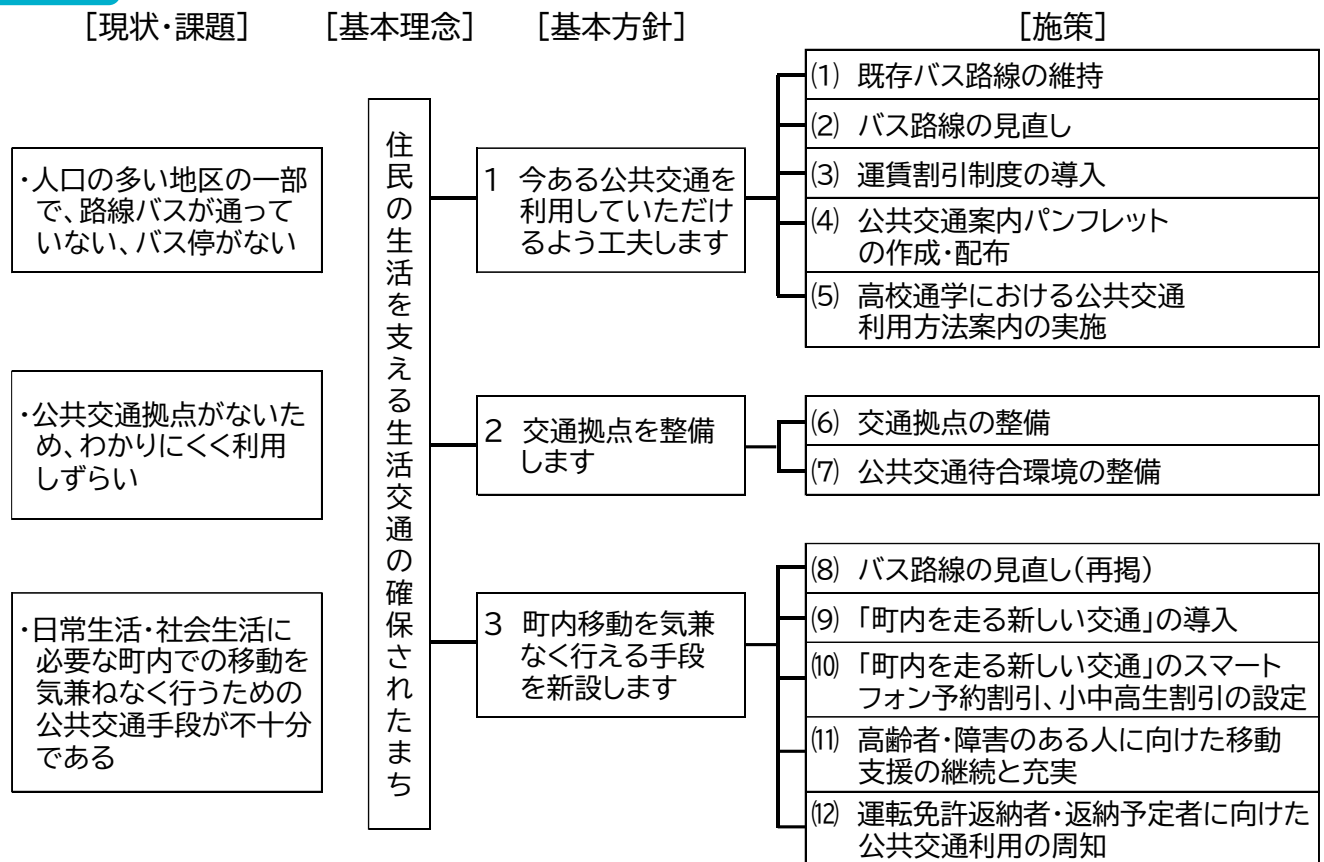 ［現状・課題］
［基本理念］
［基本方針］
［施策］
・人口の多い地区の一部
で、路線バスが通って
いない、バス停がない
・公共交通拠点がないた
め、わかりにくく利用
しずらい
・日常生活・社会生活に
必要な町内での移動を
気兼ねなく行うための
公共交通手段が不十分
である
住民の生活を支える生活交通の確保されたまち
1 今ある公共交通を
利用していただけ
るよう工夫します
2 交通拠点を整備
します
3 町内移動を気兼
なく行える手段
を新設します
⑴ 既存バス路線の維持
⑵ バス路線の見直し
⑶ 運賃割引制度の導入
⑷ 公共交通案内パンフレット
の作成・配布
⑸ 高校通学における公共交通
利用方法案内の実施
⑹ 交通拠点の整備
⑺ 公共交通待合環境の整備
⑻ バス路線の見直し（再掲）
⑼ 「町内を走る新しい交通」の導入
⑽ 「町内を走る新しい交通」のスマート
フォン予約割引、小中高生割引の設定
⑾ 高齢者・障害のある人に向けた移動
支援の継続と充実
⑿ 運転免許返納者・返納予定者に向けた
公共交通利用の周知